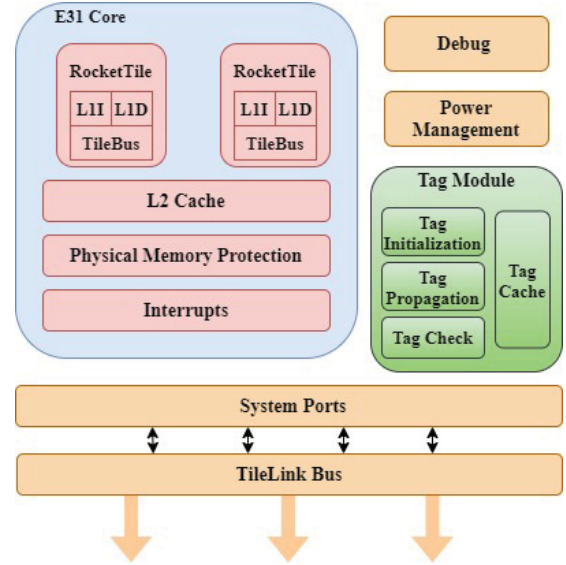 E31 Core
RocketTile
L1I L1D
TileBus
RocketTile
L1I L1D
TileBus
L2 Cache
Physical Memory Protection
Interrupts
Debug
Power
Management
Tag Module
Tag
Initialization
Tag
Propagation
Tag Check
Tag
Cache
System Ports
TileLink Bus